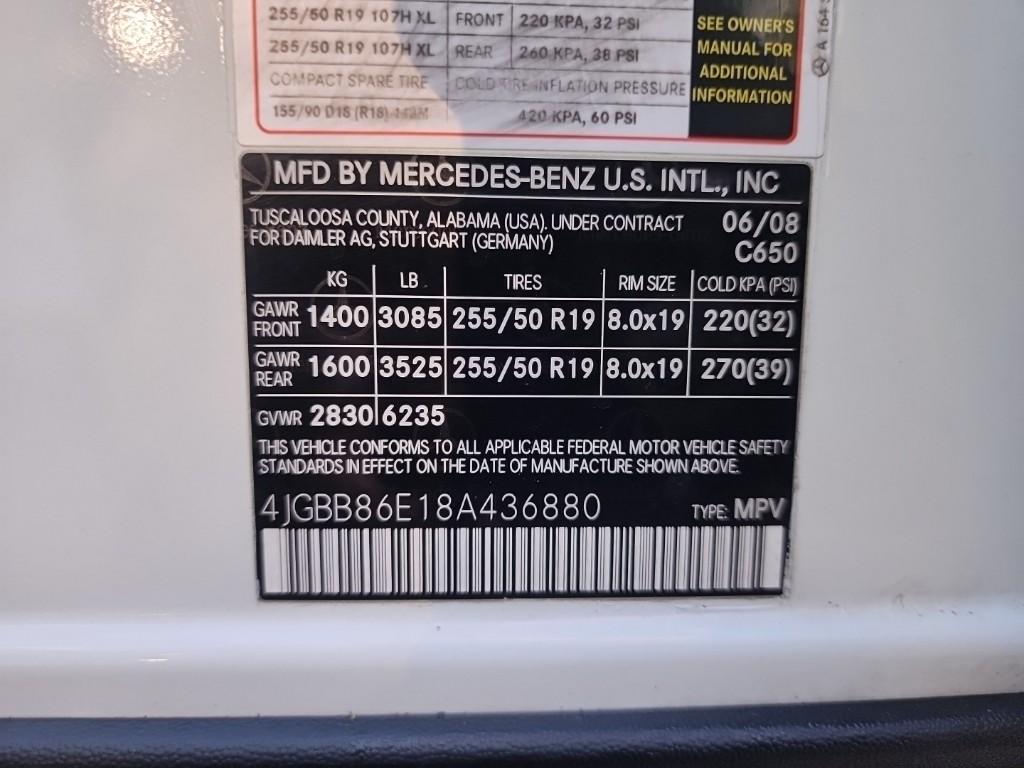 255/50 R19 107H XL FRONT 220 KPA, 32 PSI
255/50 R19 107H XL REAR 260 KPA, 38 PSI
COMPACT SPARE TIRE COLD TIRE INFLATION PRESSURE
155/90 D18 (R18) 420 KPA, 60 PSI
SEE OWNER'S
MANUAL FOR
ADDITIONAL
INFORMATION
A 164
MFD BY MERCEDES-BENZ U.S. INTL., INC
TUSCALOOSA COUNTY, ALABAMA (USA). UNDER CONTRACT 06/08
FOR DAIMLER AG, STUTTGART (GERMANY) C650
KG LB TIRES RIM SIZE COLD KPA (PSI)
GAWR FRONT 1400 3085 255/50 R19 8.0x19 220(32)
GAWR REAR 1600 3525 255/50 R19 8.0x19 270(39)
GVWR 2830 6235
THIS VEHICLE CONFORMS TO ALL APPLICABLE FEDERAL MOTOR VEHICLE SAFETY
STANDARDS IN EFFECT ON THE DATE OF MANUFACTURE SHOWN ABOVE.
4JGBB86E18A436880 TYPE: MPV